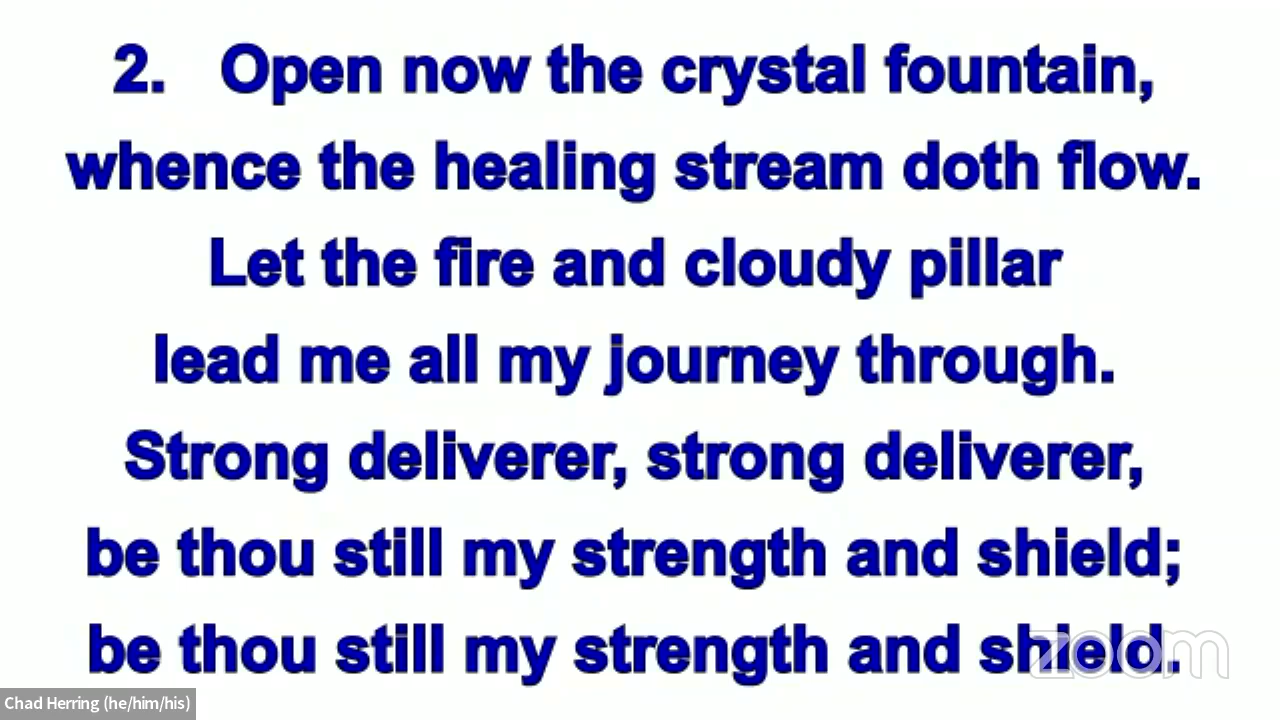 2. Open now the crystal fountain,
whence the healing stream doth flow.
Let the fire and cloudy pillar
lead me all my journey through.
Strong deliverer, strong deliverer,
be thou still my strength and shield;
be thou still my strength and shield.
zoom
Chad Herring (he/him/his)